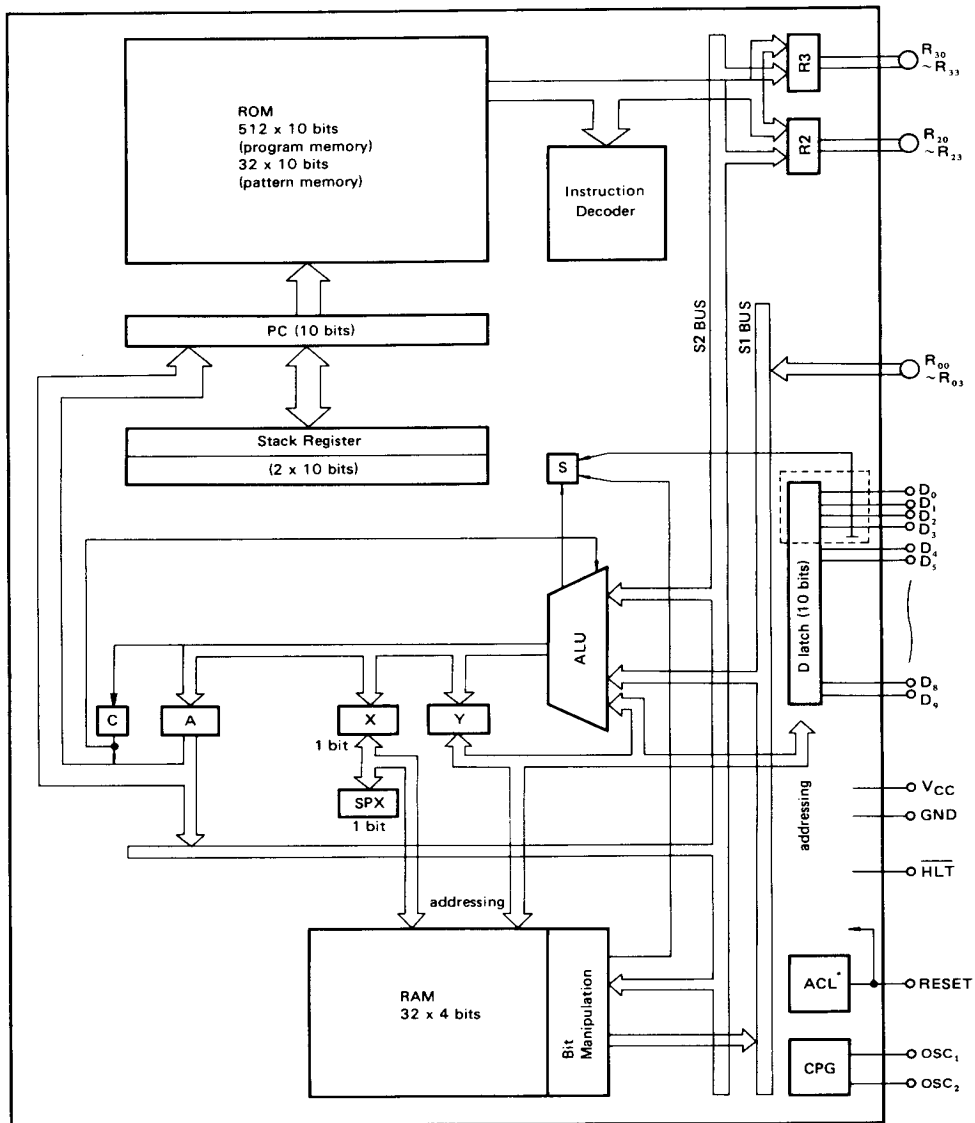 ROM
512 x 10 bits
(program memory)
32 x 10 bits
(pattern memory)
Instruction
Decoder
R3
R₃₀
~R₃₃
R2
R₂₀
~R₂₃
PC (10 bits)
S2 BUS
S1 BUS
R₀₀
~R₀₃
Stack Register
(2 x 10 bits)
S
D₀
D₁
D₂
D₃
D₄
D₅
D latch (10 bits)
ALU
D₈
D₉
C
A
X
Y
1 bit
SPX
1 bit
addressing
VCC
GND
HLT
addressing
RAM
32 x 4 bits
Bit
Manipulation
ACL*
RESET
CPG
OSC₁
OSC₂